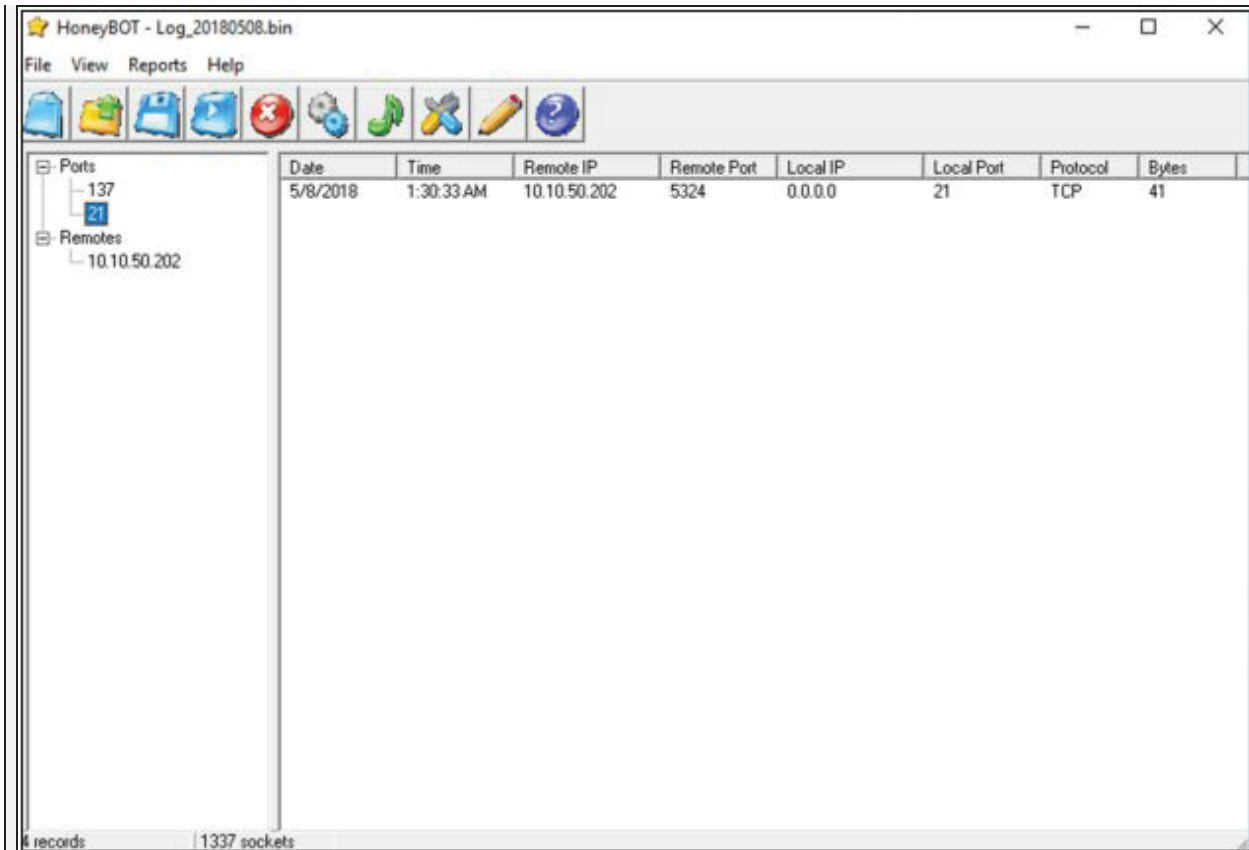 HoneyBOT - Log_20180508.bin
File View Reports Help
Ports
137
21
Remotes
10.10.50.202
Date Time Remote IP Remote Port Local IP Local Port Protocol Bytes
5/8/2018 1:30:33 AM 10.10.50.202 5324 0.0.0.0 21 TCP 41
4 records 1337 sockets